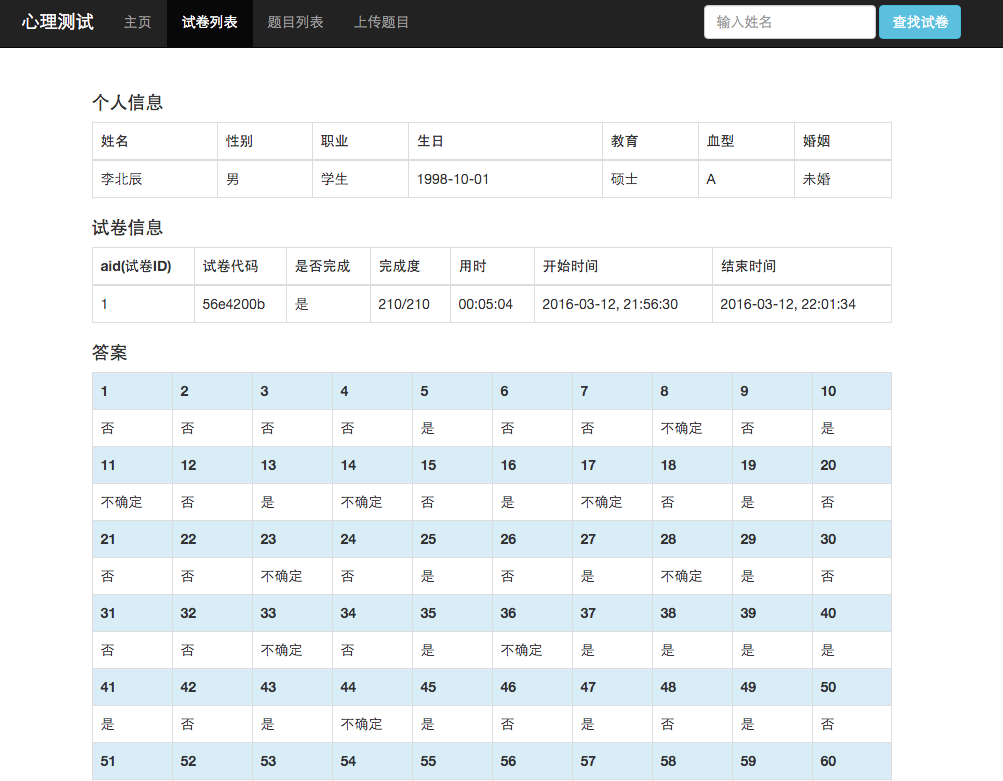 心理测试 主页 试卷列表 题目列表 上传题目 输入姓名 查找试卷
个人信息
姓名 性别 职业 生日 教育 血型 婚姻
李北辰 男 学生 1998-10-01 硕士 A 未婚
试卷信息
aid(试卷ID) 试卷代码 是否完成 完成度 用时 开始时间 结束时间
1 56e4200b 是 210/210 00:05:04 2016-03-12, 21:56:30 2016-03-12, 22:01:34
答案
1 2 3 4 5 6 7 8 9 10
否 否 否 否 是 否 否 不确定 否 是
11 12 13 14 15 16 17 18 19 20
不确定 否 是 不确定 否 是 不确定 否 是 否
21 22 23 24 25 26 27 28 29 30
否 否 不确定 否 是 否 是 不确定 是 否
31 32 33 34 35 36 37 38 39 40
否 否 不确定 否 是 不确定 是 是 是 是
41 42 43 44 45 46 47 48 49 50
是 否 是 不确定 是 否 是 否 是 否
51 52 53 54 55 56 57 58 59 60